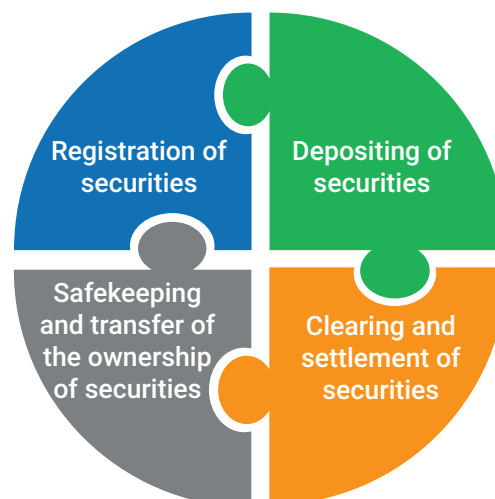 Registration of
securities
Depositing of
securities
Safekeeping
and transfer of
the ownership
of securities
Clearing and
settlement of
securities